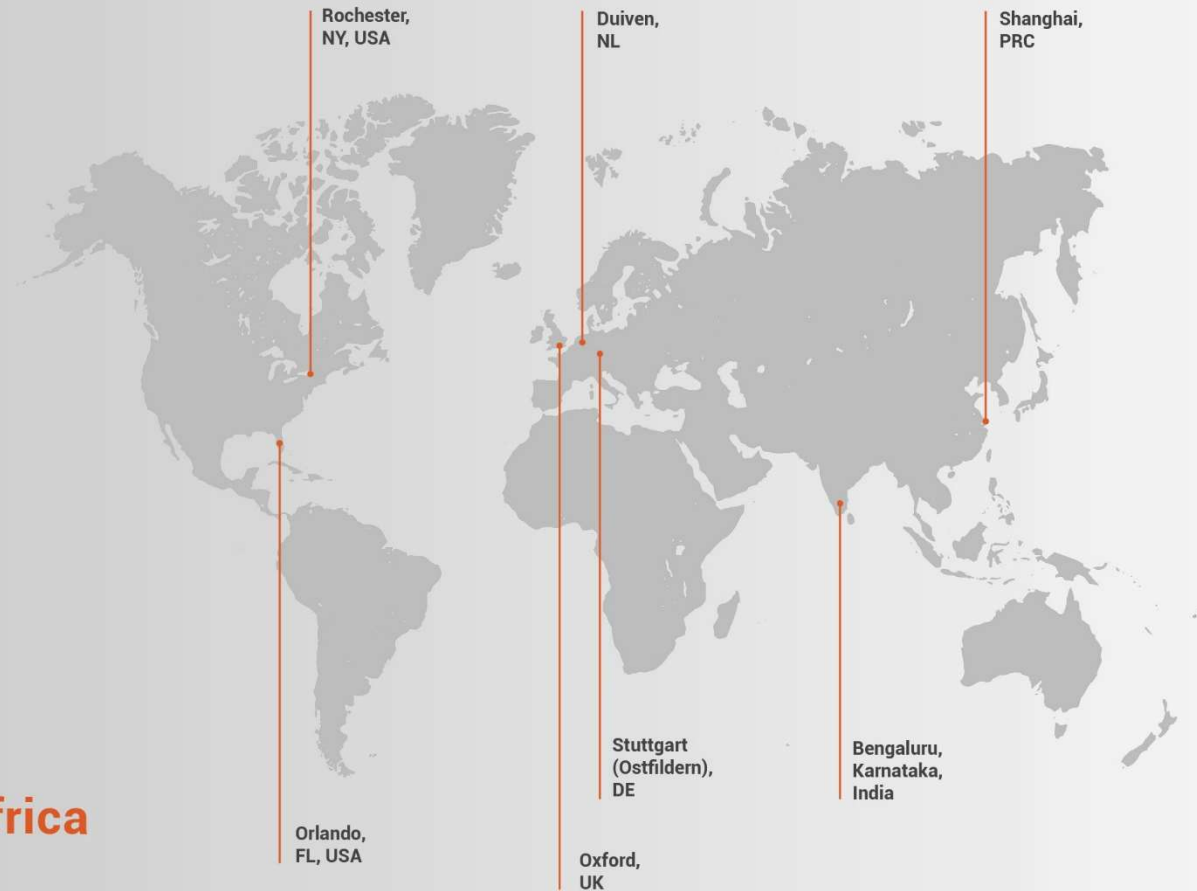 Rochester,
NY, USA
Duiven,
NL
Shanghai,
PRC
Stuttgart
(Ostfildern),
DE
Bengaluru,
Karnataka,
India
frica
Orlando,
FL, USA
Oxford,
UK